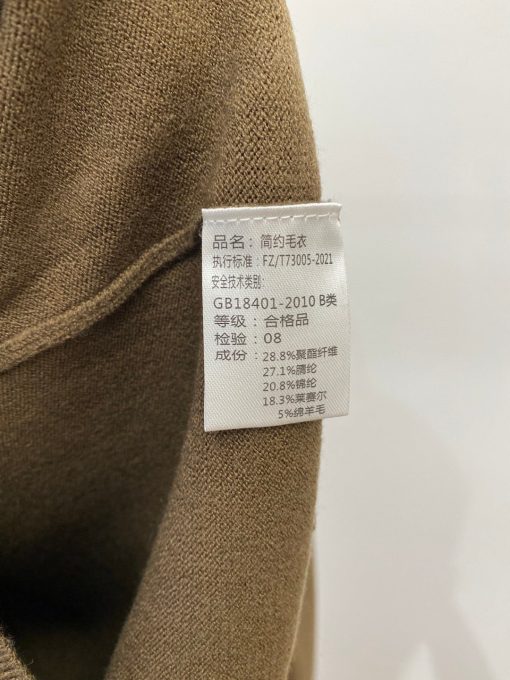 品名：简约毛衣
执行标准：FZ/T73005-2021
安全技术类别：
GB18401-2010 B类
等级：合格品
检验：08
成份：28.8%聚酯纤维
27.1%腈纶
20.8%锦纶
18.3%莱赛尔
5%绵羊毛